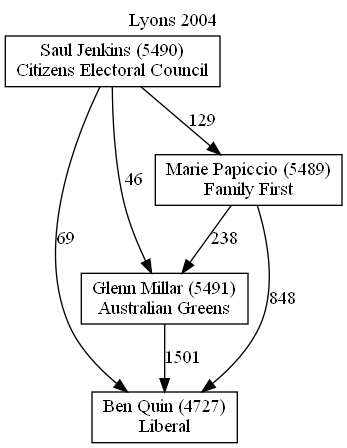 Lyons 2004
Saul Jenkins (5490)
Citizens Electoral Council
129
Marie Papiccio (5489)
Family First
46
69
238
848
Glenn Millar (5491)
Australian Greens
1501
Ben Quin (4727)
Liberal